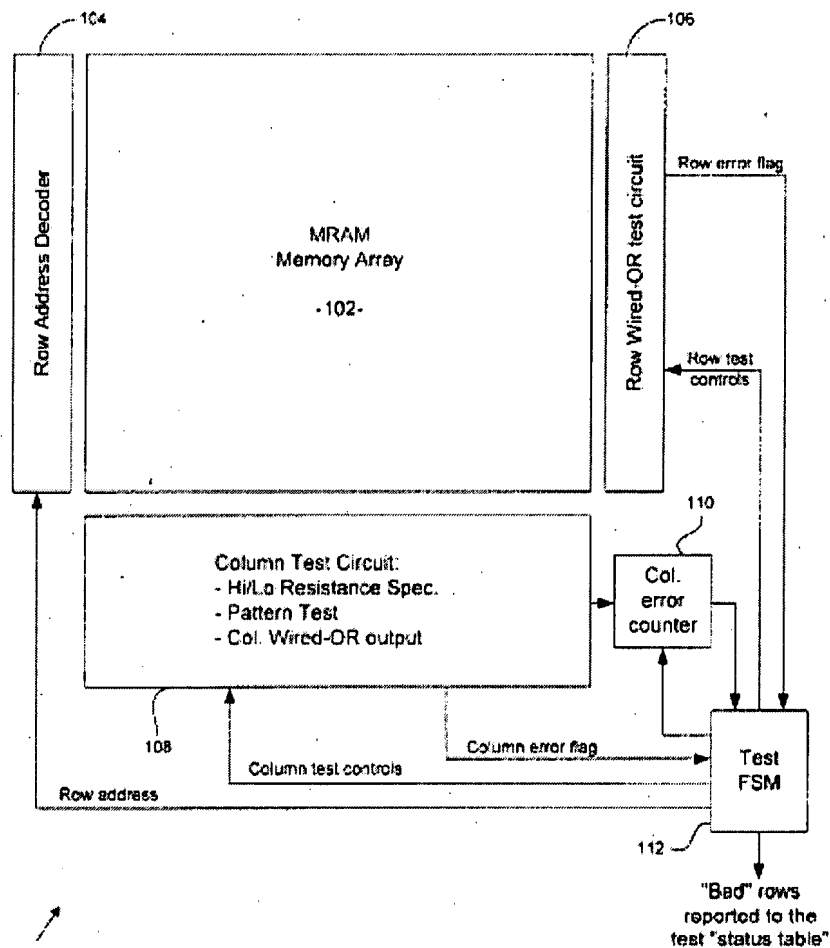 104
106
Row Address Decoder
MRAM
Memory Array
-102-
Row Wired-OR test circuit
Row error flag
Row test
controls
110
Column Test Circuit:
- Hi/Lo Resistance Spec.
- Pattern Test
- Col. Wired-OR output
Col.
error
counter
108
Column error flag
Column test controls
Row address
Test
FSM
112
"Bad" rows
reported to the
test "status table"